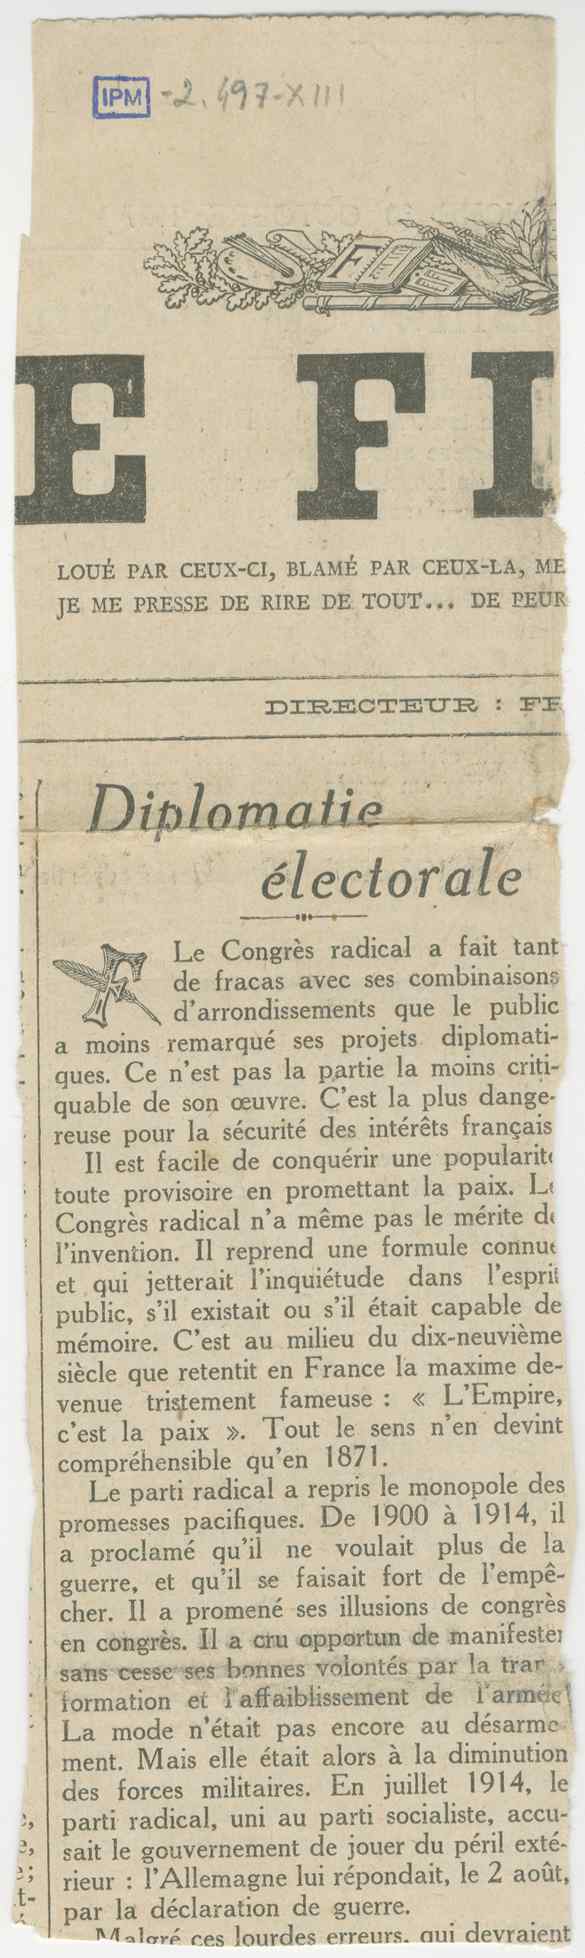 IPM -2.497-XIII
E FI
LOUÉ PAR CEUX-CI, BLAMÉ PAR CEUX-LA, ME
JE ME PRESSE DE RIRE DE TOUT... DE PEUR
DIRECTEUR : FR
Diplomatie
électorale
Le Congrès radical a fait tant
de fracas avec ses combinaisons
d'arrondissements que le public
a moins remarqué ses projets diplomati-
ques. Ce n'est pas la partie la moins criti-
quable de son œuvre. C'est la plus dange-
reuse pour la sécurité des intérêts français
Il est facile de conquérir une popularité
toute provisoire en promettant la paix. Le
Congrès radical n'a même pas le mérite de
l'invention. Il reprend une formule connue
et qui jetterait l'inquiétude dans l'esprit
public, s'il existait ou s'il était capable de
mémoire. C'est au milieu du dix-neuvième
siècle que retentit en France la maxime de-
venue tristement fameuse : « L'Empire,
c'est la paix ». Tout le sens n'en devint
compréhensible qu'en 1871.
Le parti radical a repris le monopole des
promesses pacifiques. De 1900 à 1914, il
a proclamé qu'il ne voulait plus de la
guerre, et qu'il se faisait fort de l'empê-
cher. Il a promené ses illusions de congrès
en congrès. Il a cru opportun de manifester
sans cesse ses bonnes volontés par la trans-
formation et l'affaiblissement de l'armée
La mode n'était pas encore au désarme-
ment. Mais elle était alors à la diminution
des forces militaires. En juillet 1914, le
parti radical, uni au parti socialiste, accu-
sait le gouvernement de jouer du péril exté-
rieur : l'Allemagne lui répondait, le 2 août,
par la déclaration de guerre.
Malgré ces lourdes erreurs, qui devraient